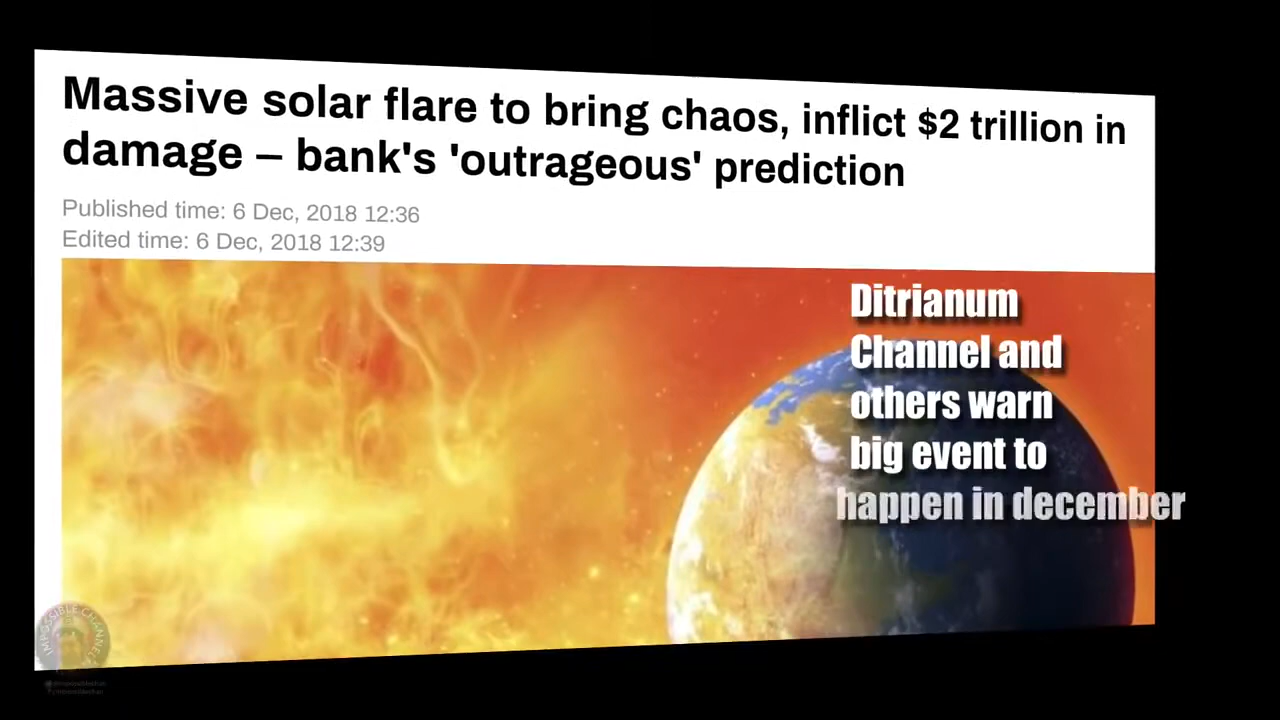 Massive solar flare to bring chaos, inflict $2 trillion in
damage – bank's 'outrageous' prediction
Published time: 6 Dec, 2018 12:36
Edited time: 6 Dec, 2018 12:39
Ditrianum
Channel and
others warn
big event to
happen in december
IMPOSSIBLE CHANNEL